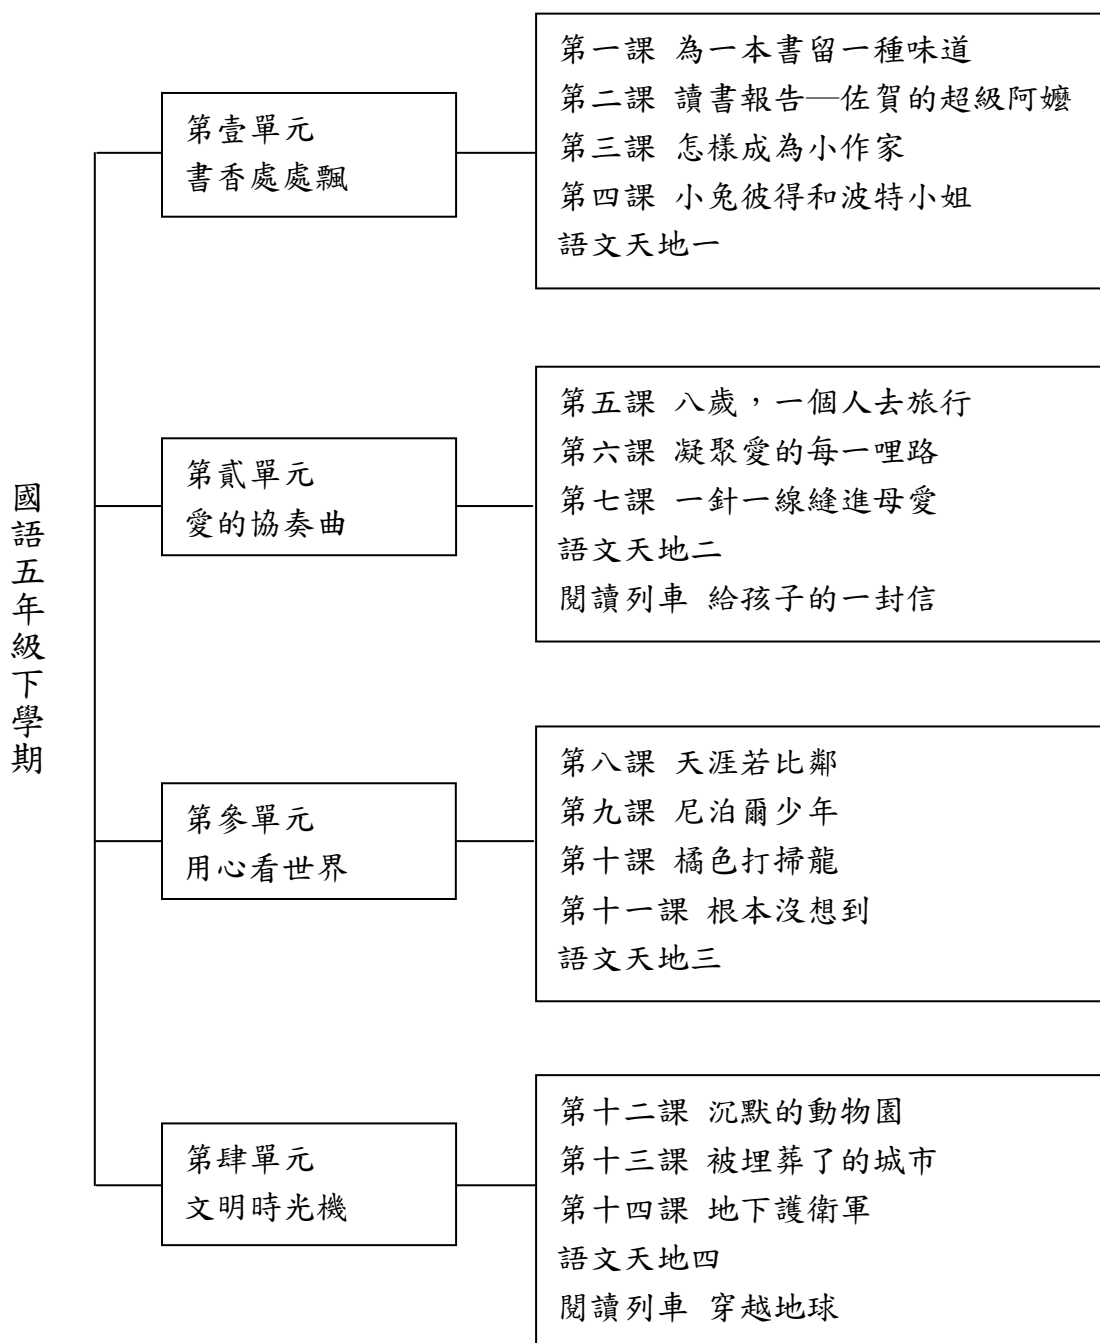 國語五年級下學期
第壹單元
書香處處飄
第一課 為一本書留一種味道
第二課 讀書報告—佐賀的超級阿嬤
第三課 怎樣成為小作家
第四課 小兔彼得和波特小姐
語文天地一
第貳單元
愛的協奏曲
第五課 八歲，一個人去旅行
第六課 凝聚愛的每一哩路
第七課 一針一線縫進母愛
語文天地二
閱讀列車 給孩子的一封信
第參單元
用心看世界
第八課 天涯若比鄰
第九課 尼泊爾少年
第十課 橘色打掃龍
第十一課 根本沒想到
語文天地三
第肆單元
文明時光機
第十二課 沉默的動物園
第十三課 被埋葬了的城市
第十四課 地下護衛軍
語文天地四
閱讀列車 穿越地球